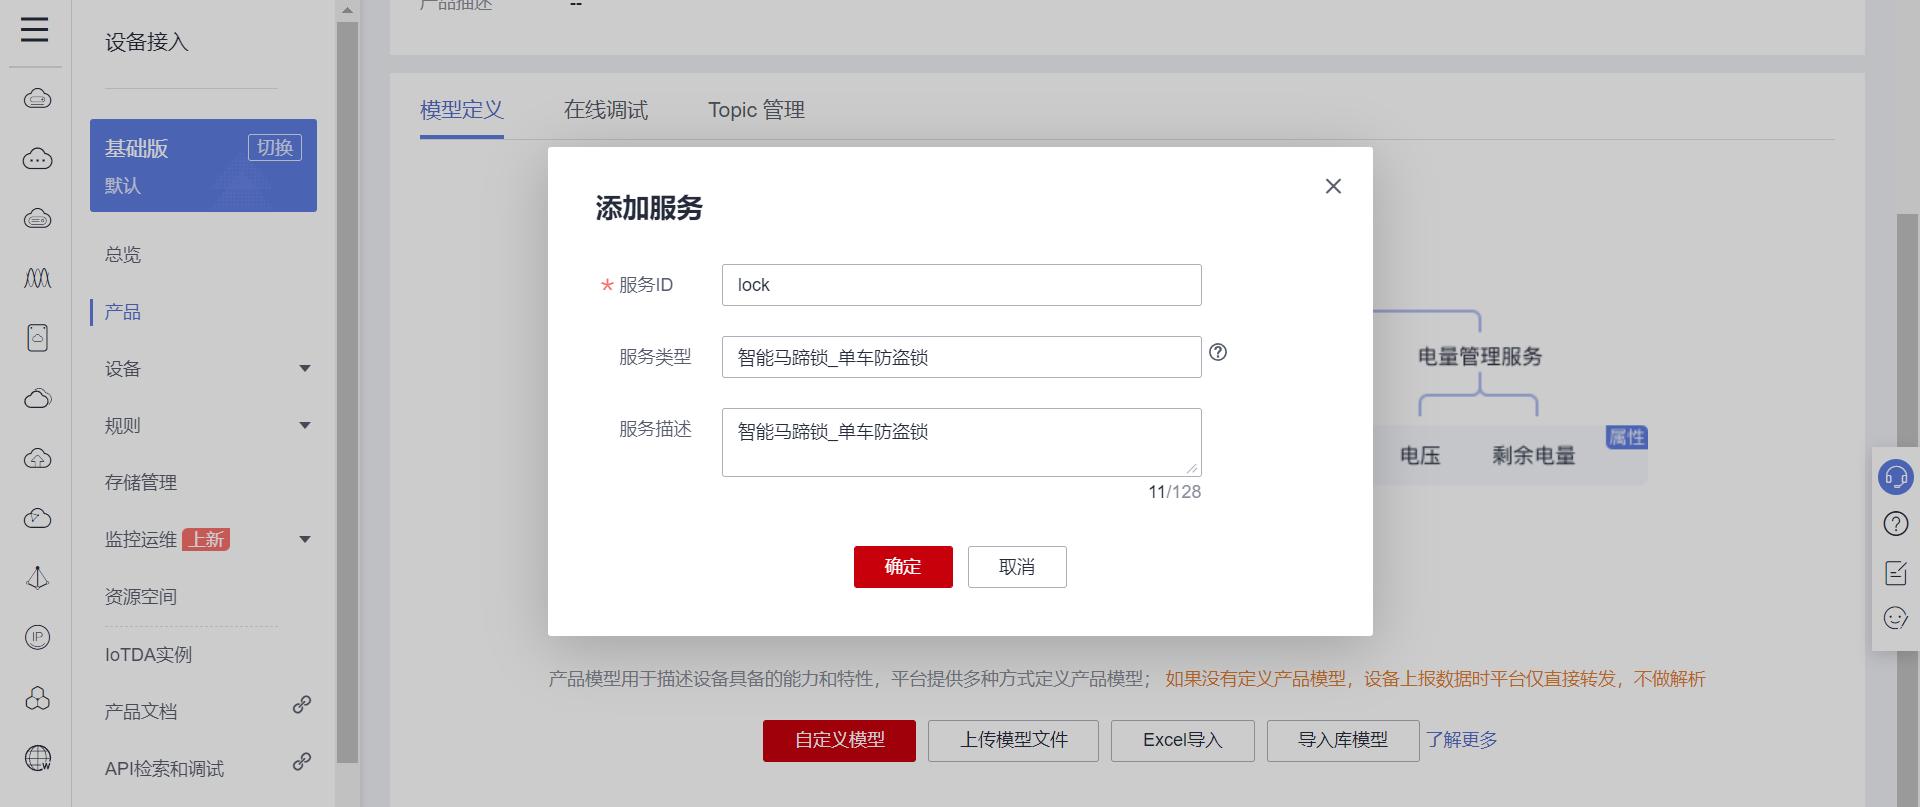 产品描述 --
设备接入
基础版 切换
默认
总览
产品
设备
规则
存储管理
监控运维 上新
资源空间
IoTDA实例
产品文档
API检索和调试
模型定义 在线调试 Topic 管理
添加服务
* 服务ID lock
服务类型 智能马蹄锁_单车防盗锁
服务描述 智能马蹄锁_单车防盗锁
11/128
确定 取消
电量管理服务
属性
电压 剩余电量
产品模型用于描述设备具备的能力和特性，平台提供多种方式定义产品模型； 如果没有定义产品模型，设备上报数据时平台仅直接转发，不做解析
自定义模型 上传模型文件 Excel导入 导入库模型 了解更多
IP
W